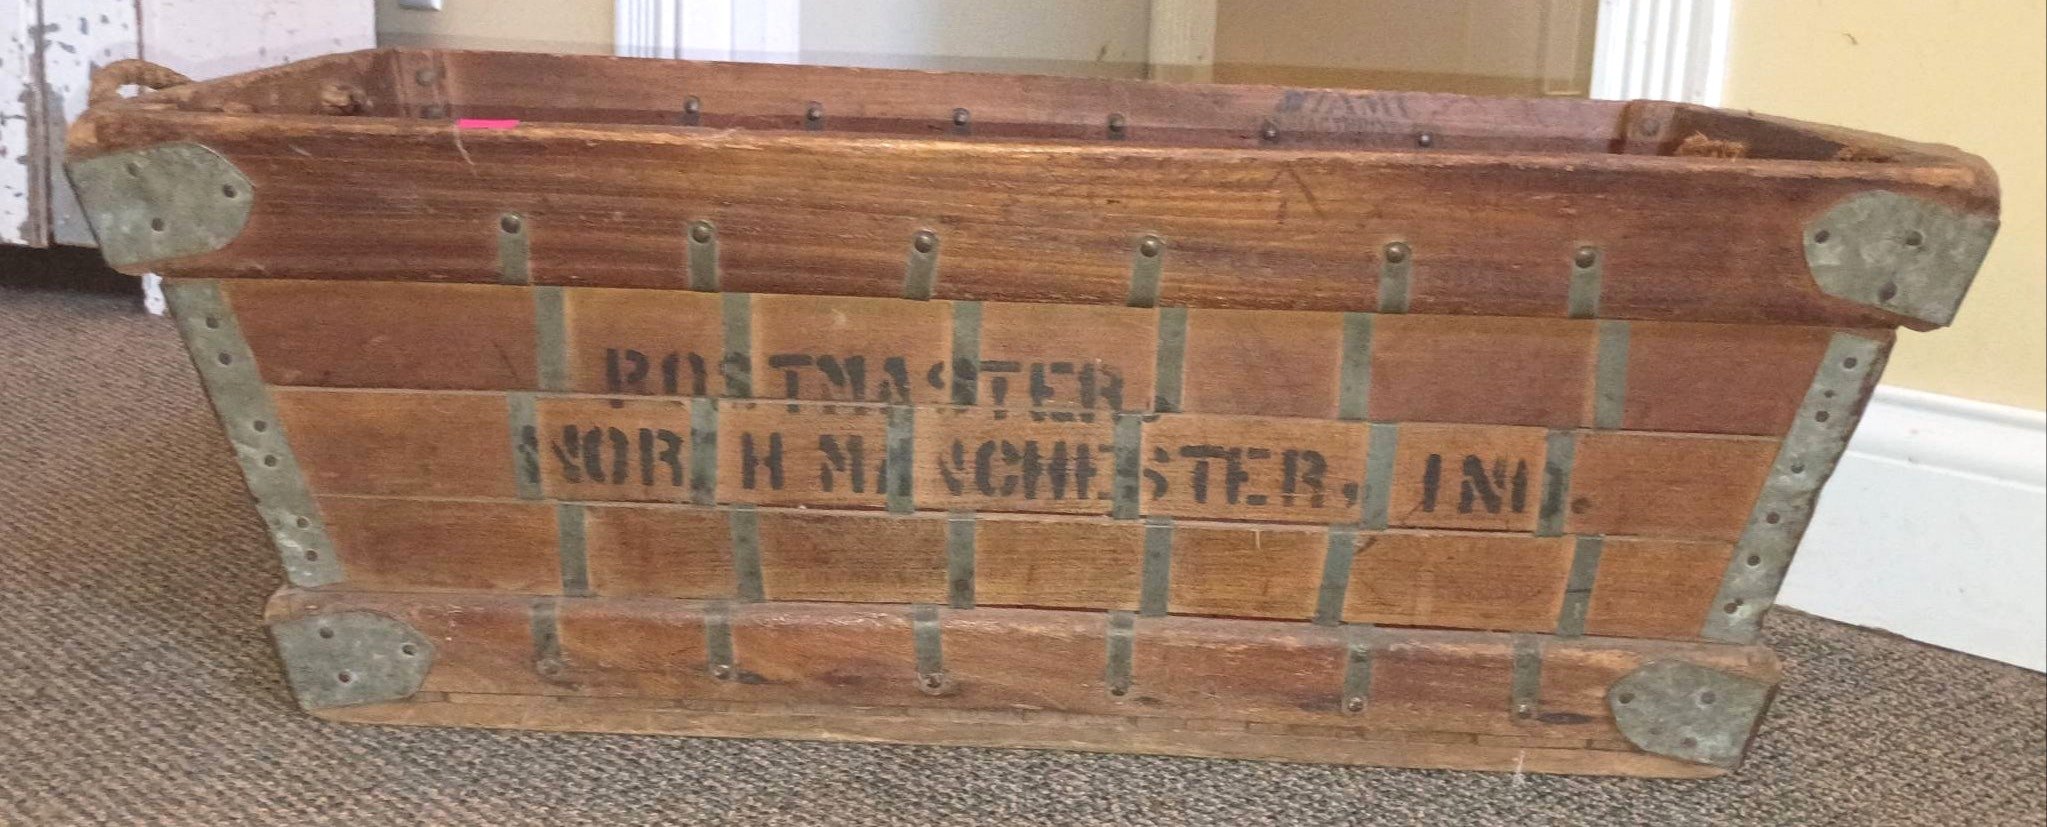 POSTMASTER,
NORTH MANCHESTER, IND.